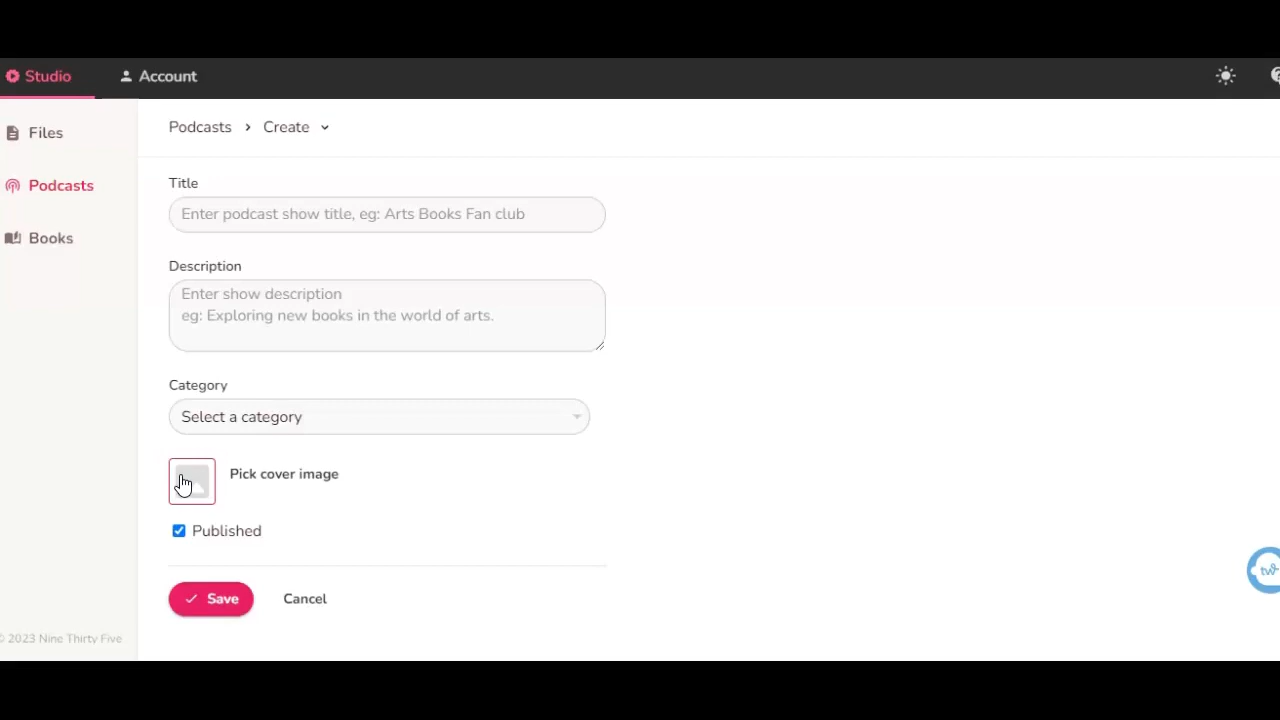 Studio
Account
Files
Podcasts
Books
Podcasts > Create
Title
Enter podcast show title, eg: Arts Books Fan club
Description
Enter show description
eg: Exploring new books in the world of arts.
Category
Select a category
Pick cover image
Published
Save
Cancel
© 2023 Nine Thirty Five
tw